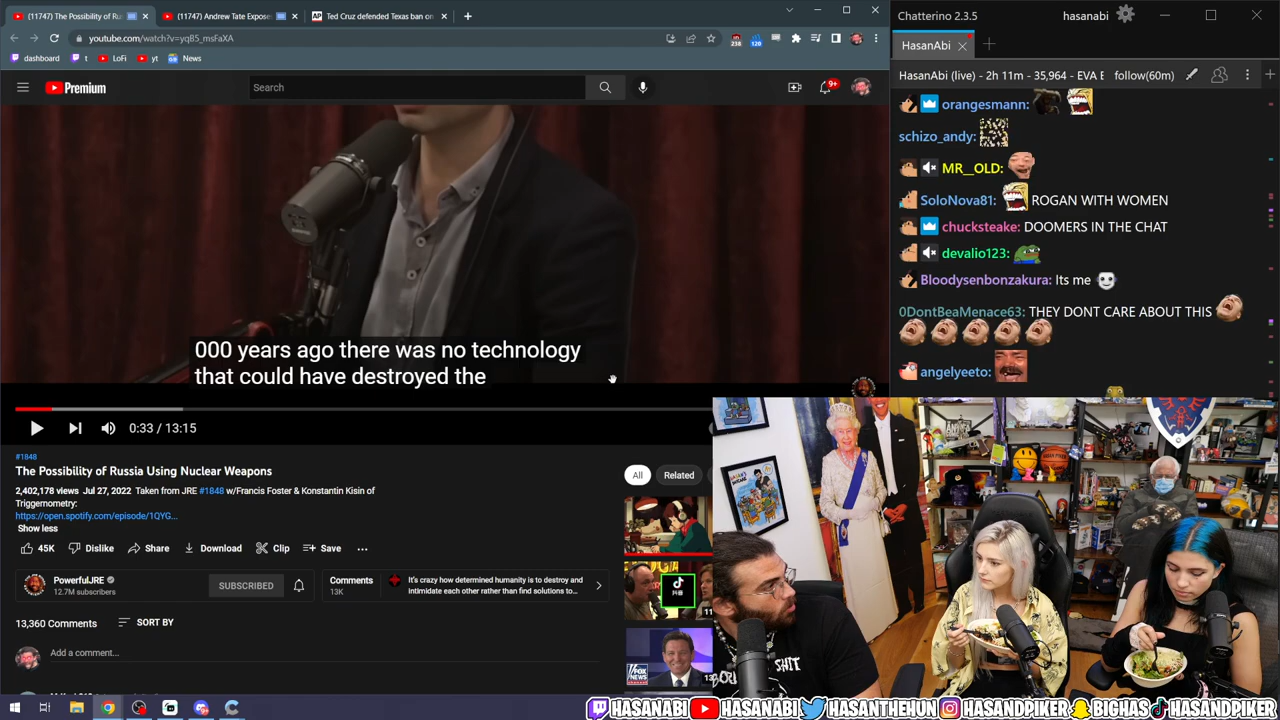 (11747) The Possibility of Ru
(11747) Andrew Tate Expose
AP Ted Cruz defended Texas ban on
Chatterino 2.3.5
hasanabi
youtube.com/watch?v=yqB5_msFaXA
HasanAbi
dashboard
t
LoFi
yt
News
HasanAbi (live) - 2h 11m - 35,964 - EVA E
follow(60m)
Premium
Search
9+
orangesmann:
schizo_andy:
MR__OLD:
SoloNova81: ROGAN WITH WOMEN
chucksteake: DOOMERS IN THE CHAT
devalio123:
Bloodysenbonzakura: Its me
0DontBeaMenace63: THEY DONT CARE ABOUT THIS
angelyeeto:
000 years ago there was no technology
that could have destroyed the
0:33 / 13:15
#1848
The Possibility of Russia Using Nuclear Weapons
2,402,178 views Jul 27, 2022 Taken from JRE #1848 w/Francis Foster & Konstantin Kisin of
Triggernometry:
https://open.spotify.com/episode/1QYG...
Show less
All
Related
45K
Dislike
Share
Download
Clip
Save
PowerfulJRE
12.7M subscribers
SUBSCRIBED
Comments
13K
It's crazy how determined humanity is to destroy and
intimidate each other rather than find solutions to...
13,360 Comments
SORT BY
Add a comment...
FOX
NEWS
SHIT
HASANABI
HASANABI
HASANTHEHUN
HASANDPIKER
BIGHAS
HASANDPIKER